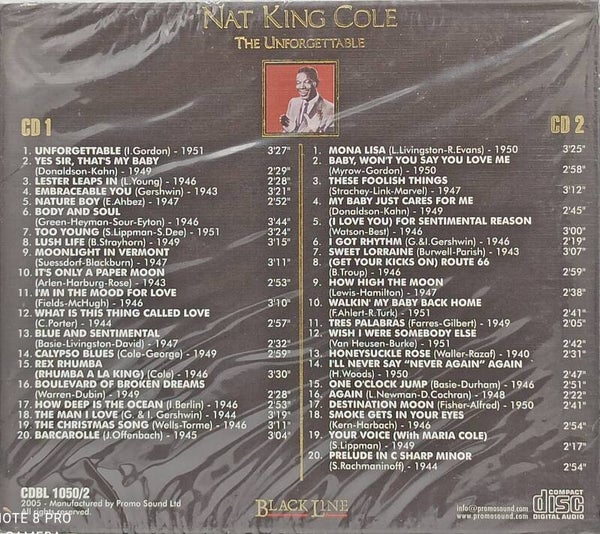 NAT KING COLE
THE UNFORGETTABLE
CD 1
1. UNFORGETTABLE (I.Gordon) - 1951 3'27"
2. YES SIR, THAT'S MY BABY
(Donaldson-Kahn) - 1949 2'29"
3. LESTER LEAPS IN (L.Young) - 1946 2'28"
4. EMBRACEABLE YOU (Gershwin) - 1943 3'21"
5. NATURE BOY (E.Ahbez) - 1947 2'52"
6. BODY AND SOUL
(Green-Heyman-Sour-Eyton) - 1946 3'44"
7. TOO YOUNG (S.Lippman-S.Dee) - 1951 3'24"
8. LUSH LIFE (B.Strayhorn) - 1949 3'15"
9. MOONLIGHT IN VERMONT
(Suessdorf-Blackburn) - 1947 3'11"
10. IT'S ONLY A PAPER MOON
(Arlen-Harburg-Rose) - 1943 2'53"
11. I'M IN THE MOOD FOR LOVE
(Fields-McHugh) - 1946 3'10"
12. WHAT IS THIS THING CALLED LOVE
(C.Porter) - 1944 2'57"
13. BLUE AND SENTIMENTAL
(Basie-Livingston-David) - 1947 2'32"
14. CALYPSO BLUES (Cole-George) - 1949 2'59"
15. REX RHUMBA
(RHUMBA A LA KING) (Cole) - 1946 3'30"
16. BOULEVARD OF BROKEN DREAMS
(Warren-Dubin) - 1949 2'28"
17. HOW DEEP IS THE OCEAN (I.Berlin) - 1946 2'53"
18. THE MAN I LOVE (G. & I. Gershwin) - 1944 3'19"
19. THE CHRISTMAS SONG (Wells-Torme) - 1946 3'11"
20. BARCAROLLE (J.Offenbach) - 1945 3'04"
CD 2
1. MONA LISA (L.Livingston-R.Evans) - 1950 3'25"
2. BABY, WON'T YOU SAY YOU LOVE ME
(Myrow-Gordon) - 1950 2'58"
3. THESE FOOLISH THINGS
(Strachey-Link-Marvel) - 1947 3'12"
4. MY BABY JUST CARES FOR ME
(Donaldson-Kahn) - 1949 2'45"
5. (I LOVE YOU) FOR SENTIMENTAL REASON
(Watson-Best) - 1946 3'00"
6. I GOT RHYTHM (G.&I.Gershwin) - 1946 2'19"
7. SWEET LORRAINE (Burwell-Parish) - 1943 3'07"
8. (GET YOUR KICKS ON) ROUTE 66
(B.Troup) - 1946 2'59"
9. HOW HIGH THE MOON
(Lewis-Hamilton) - 1947 2'38"
10. WALKIN' MY BABY BACK HOME
(F.Ahlert-R.Turk) - 1951 2'41"
11. TRES PALABRAS (Farres-Gilbert) - 1949 2'05"
12. WISH I WERE SOMEBODY ELSE
(Van Heusen-Burke) - 1951 2'42"
13. HONEYSUCKLE ROSE (Waller-Razaf) - 1940 2'31"
14. I'LL NEVER SAY "NEVER AGAIN" AGAIN
(H.Woods) - 1950 2'47"
15. ONE O'CLOCK JUMP (Basie-Durham) - 1946 2'51"
16. AGAIN (L.Newman-D.Cochran) - 1948 2'22"
17. DESTINATION MOON (Fisher-Alfred) - 1950 2'41"
18. SMOKE GETS IN YOUR EYES
(Kern-Harbach) - 1946 2'54"
19. YOUR VOICE (With MARIA COLE)
(S.Lippman) - 1949 2'17"
20. PRELUDE IN C SHARP MINOR
(S.Rachmaninoff) - 1944 2'54"
CDBL 1050/2
2005 - Manufactured by Promo Sound Ltd
All rights reserved.
BLACK LINE
info@promosound.com
www.promosound.com
COMPACT
disc
DIGITAL AUDIO
NOTE 8 PRO
CAMERA